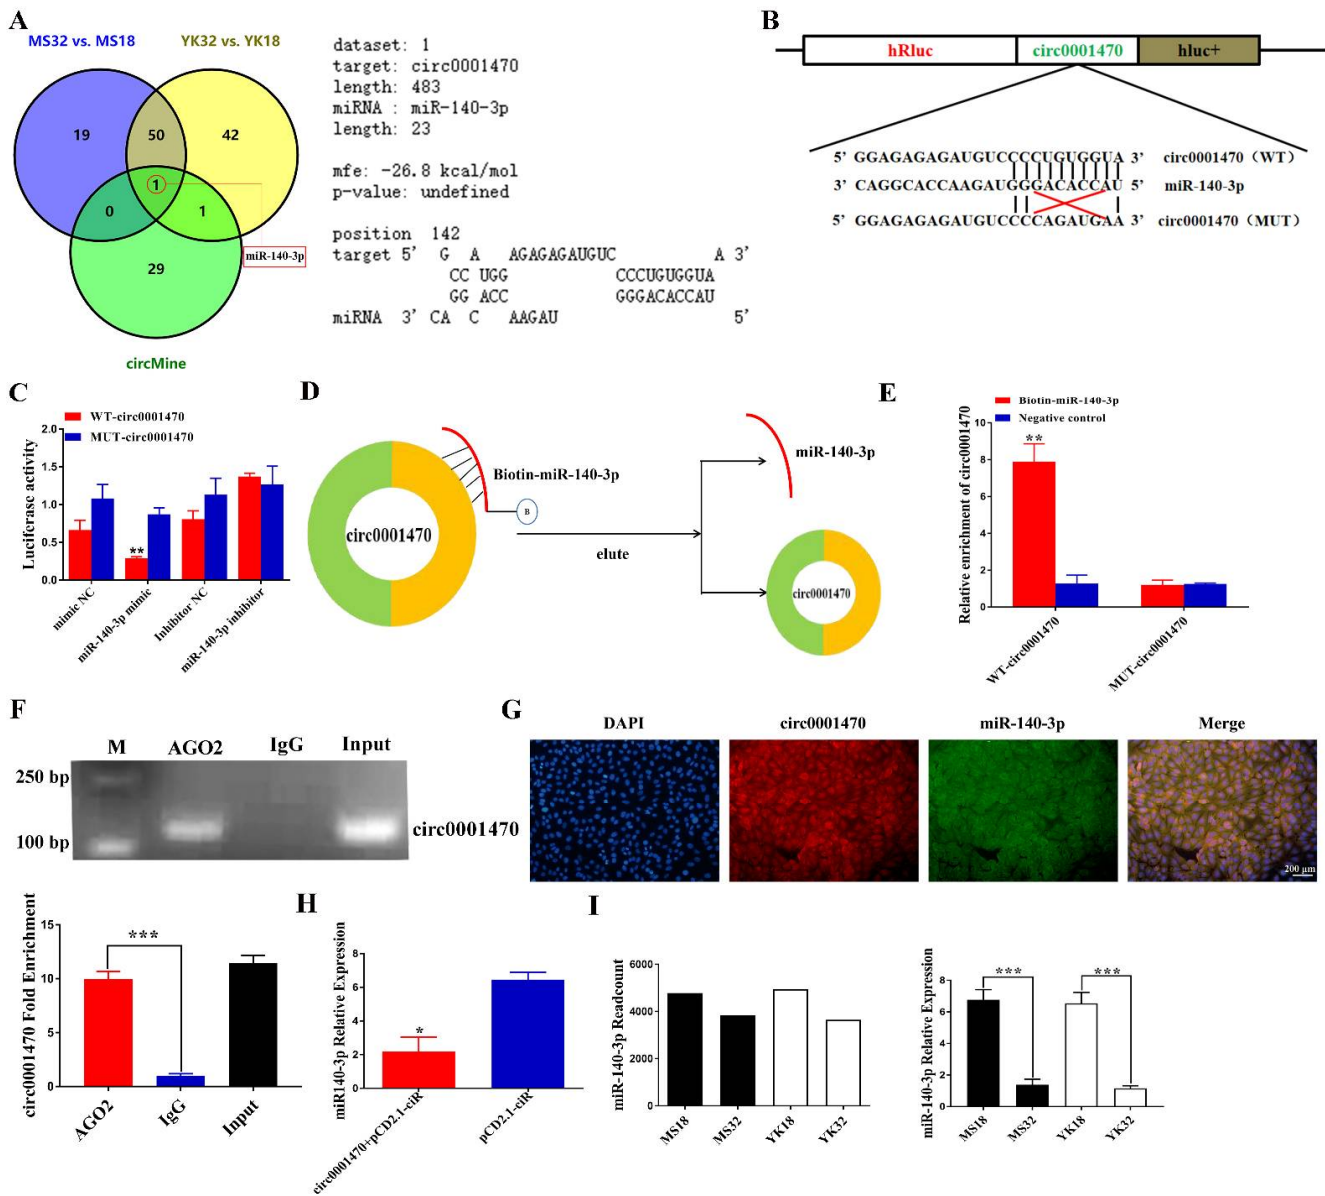 A
MS32 vs. MS18
YK32 vs. YK18
19
50
42
1
0
1
29
miR-140-3p
circMine
dataset: 1
target: circ0001470
length: 483
miRNA : miR-140-3p
length: 23
mfe: -26.8 kcal/mol
p-value: undefined
position 142
target 5' G A AGAGAGAUGUC A 3'
CC UGG CCCUGUGGUA
GG ACC GGGACACCAU
miRNA 3' CA C AAGAU 5'
B
hRluc
circ0001470
hluc+
5' GGAGAGAGAUGUCCCCUGUGGUA 3' circ0001470（WT）
3' CAGGCACCAAGAUGGGACACCAU 5' miR-140-3p
5' GGAGAGAGAUGUCCCCAGAUGAA 3' circ0001470（MUT）
C
WT-circ0001470
MUT-circ0001470
Luciferase activity
2.0
1.5
1.0
0.5
0.0
**
mimic NC
miR-140-3p mimic
Inhibitor NC
miR-140-3p inhibitor
D
circ0001470
Biotin-miR-140-3p
B
elute
miR-140-3p
circ0001470
E
Biotin-miR-140-3p
Negative control
Relative enrichment of circ0001470
10
8
6
4
2
0
**
WT-circ0001470
MUT-circ0001470
F
M
AGO2
IgG
Input
250 bp
100 bp
circ0001470
circ0001470 Fold Enrichment
15
10
5
0
***
AGO2
IgG
Input
G
DAPI
circ0001470
miR-140-3p
Merge
200 μm
H
miR140-3p Relative Expression
8
6
4
2
0
*
circ0001470+pCD2.1-ciR
pCD2.1-ciR
I
miR-140-3p Readcount
6000
4000
2000
0
MS18
MS32
YK18
YK32
miR-140-3p Relative Expression
8
6
4
2
0
***
***
MS18
MS32
YK18
YK32